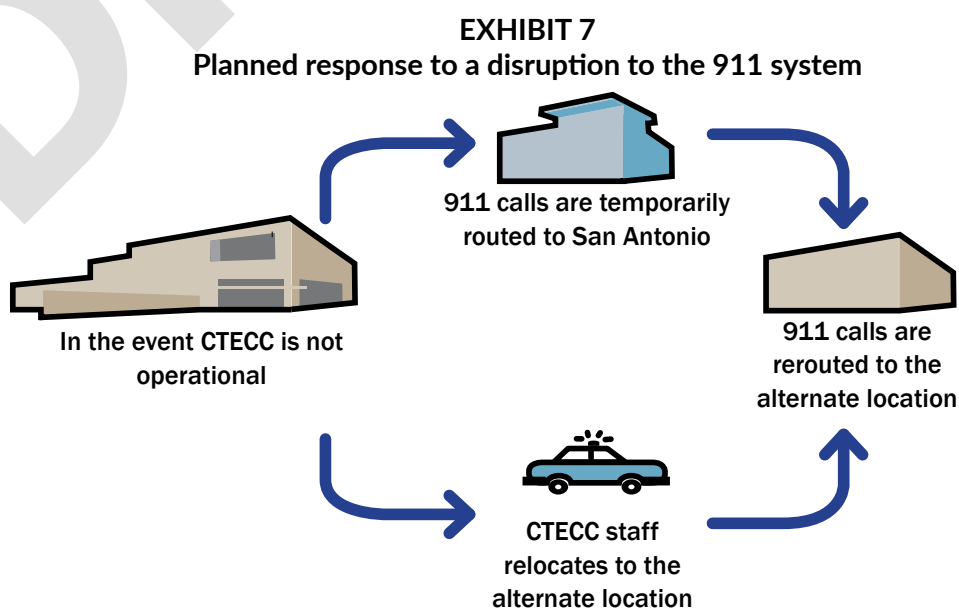 EXHIBIT 7
Planned response to a disruption to the 911 system
911 calls are temporarily
routed to San Antonio
In the event CTECC is not
operational
911 calls are
rerouted to the
alternate location
CTECC staff
relocates to the
alternate location